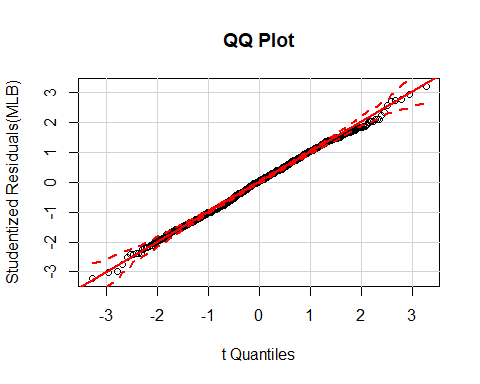 QQ Plot
Studentized Residuals(MLB)
3
2
1
0
-1
-2
-3
-3 -2 -1 0 1 2 3
t Quantiles